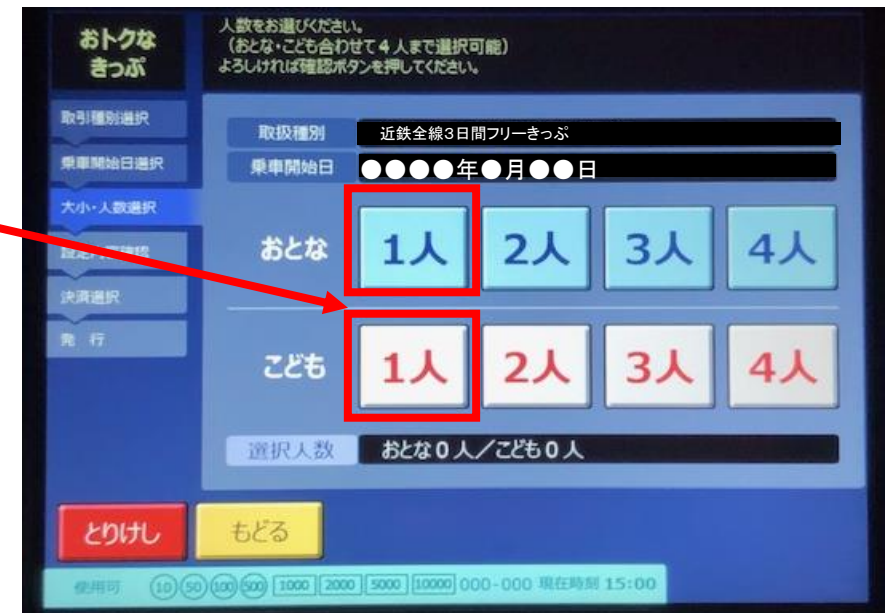 おトクな
きっぷ
人数をお選びください。
(おとな・こども合わせて4人まで選択可能)
よろしければ確認ボタンを押してください。
取引種別選択
乗車開始日選択
大小・人数選択
決済選択
発行
取扱種別 近鉄全線3日間フリーきっぷ
乗車開始日 ●●●●年●月●●日
おとな 1人 2人 3人 4人
こども 1人 2人 3人 4人
選択人数 おとな0人/こども0人
とりけし もどる
使用可 10 50 100 500 1000 2000 5000 10000 000-000 現在時刻 15:00